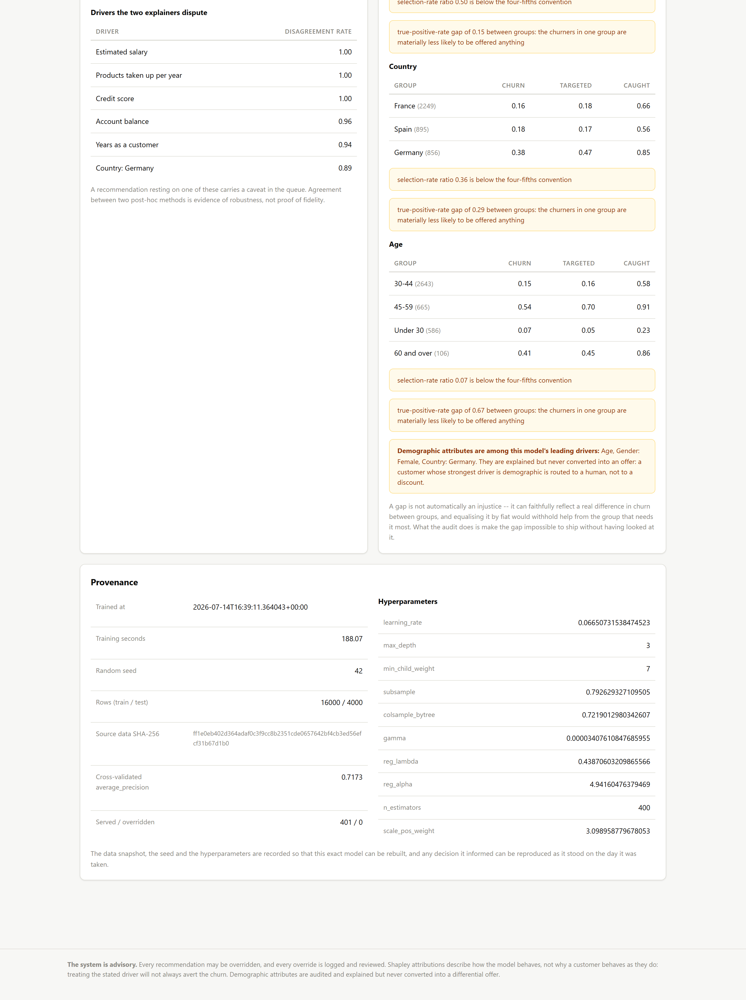 Drivers the two explainers dispute
DRIVER DISAGREEMENT RATE
Estimated salary 1.00
Products taken up per year 1.00
Credit score 1.00
Account balance 0.96
Years as a customer 0.94
Country: Germany 0.89
A recommendation resting on one of these carries a caveat in the queue. Agreement
between two post-hoc methods is evidence of robustness, not proof of fidelity.
selection-rate ratio 0.50 is below the four-fifths convention
true-positive-rate gap of 0.15 between groups: the churners in one group are
materially less likely to be offered anything
Country
GROUP CHURN TARGETED CAUGHT
France (2249) 0.16 0.18 0.66
Spain (895) 0.18 0.17 0.56
Germany (856) 0.38 0.47 0.85
selection-rate ratio 0.36 is below the four-fifths convention
true-positive-rate gap of 0.29 between groups: the churners in one group are
materially less likely to be offered anything
Age
GROUP CHURN TARGETED CAUGHT
30-44 (2643) 0.15 0.16 0.58
45-59 (665) 0.54 0.70 0.91
Under 30 (586) 0.07 0.05 0.23
60 and over (106) 0.41 0.45 0.86
selection-rate ratio 0.07 is below the four-fifths convention
true-positive-rate gap of 0.67 between groups: the churners in one group are
materially less likely to be offered anything
Demographic attributes are among this model's leading drivers: Age, Gender:
Female, Country: Germany. They are explained but never converted into an offer: a
customer whose strongest driver is demographic is routed to a human, not to a
discount.
A gap is not automatically an injustice -- it can faithfully reflect a real difference in churn
between groups, and equalising it by fiat would withhold help from the group that needs
it most. What the audit does is make the gap impossible to ship without having looked at
it.
Provenance
Trained at 2026-07-14T16:39:11.364043+00:00
Training seconds 188.07
Random seed 42
Rows (train / test) 16000 / 4000
Source data SHA-256 ff1e0eb402d364adaf0c3f9cc8b2351cde0657642bf4cb3ed56ef
cf31b67d1b0
Cross-validated 0.7173
average_precision
Served / overridden 401 / 0
Hyperparameters
learning_rate 0.06650731538474523
max_depth 3
min_child_weight 7
subsample 0.792629327109505
colsample_bytree 0.7219012980342607
gamma 0.00003407610847685955
reg_lambda 0.43870603209865566
reg_alpha 4.94160476379469
n_estimators 400
scale_pos_weight 3.098958779678053
The data snapshot, the seed and the hyperparameters are recorded so that this exact model can be rebuilt, and any decision it informed can be reproduced as it stood on the day it was
taken.
The system is advisory. Every recommendation may be overridden, and every override is logged and reviewed. Shapley attributions describe how the model behaves, not why a customer behaves as they do:
treating the stated driver will not always avert the churn. Demographic attributes are audited and explained but never converted into a differential offer.